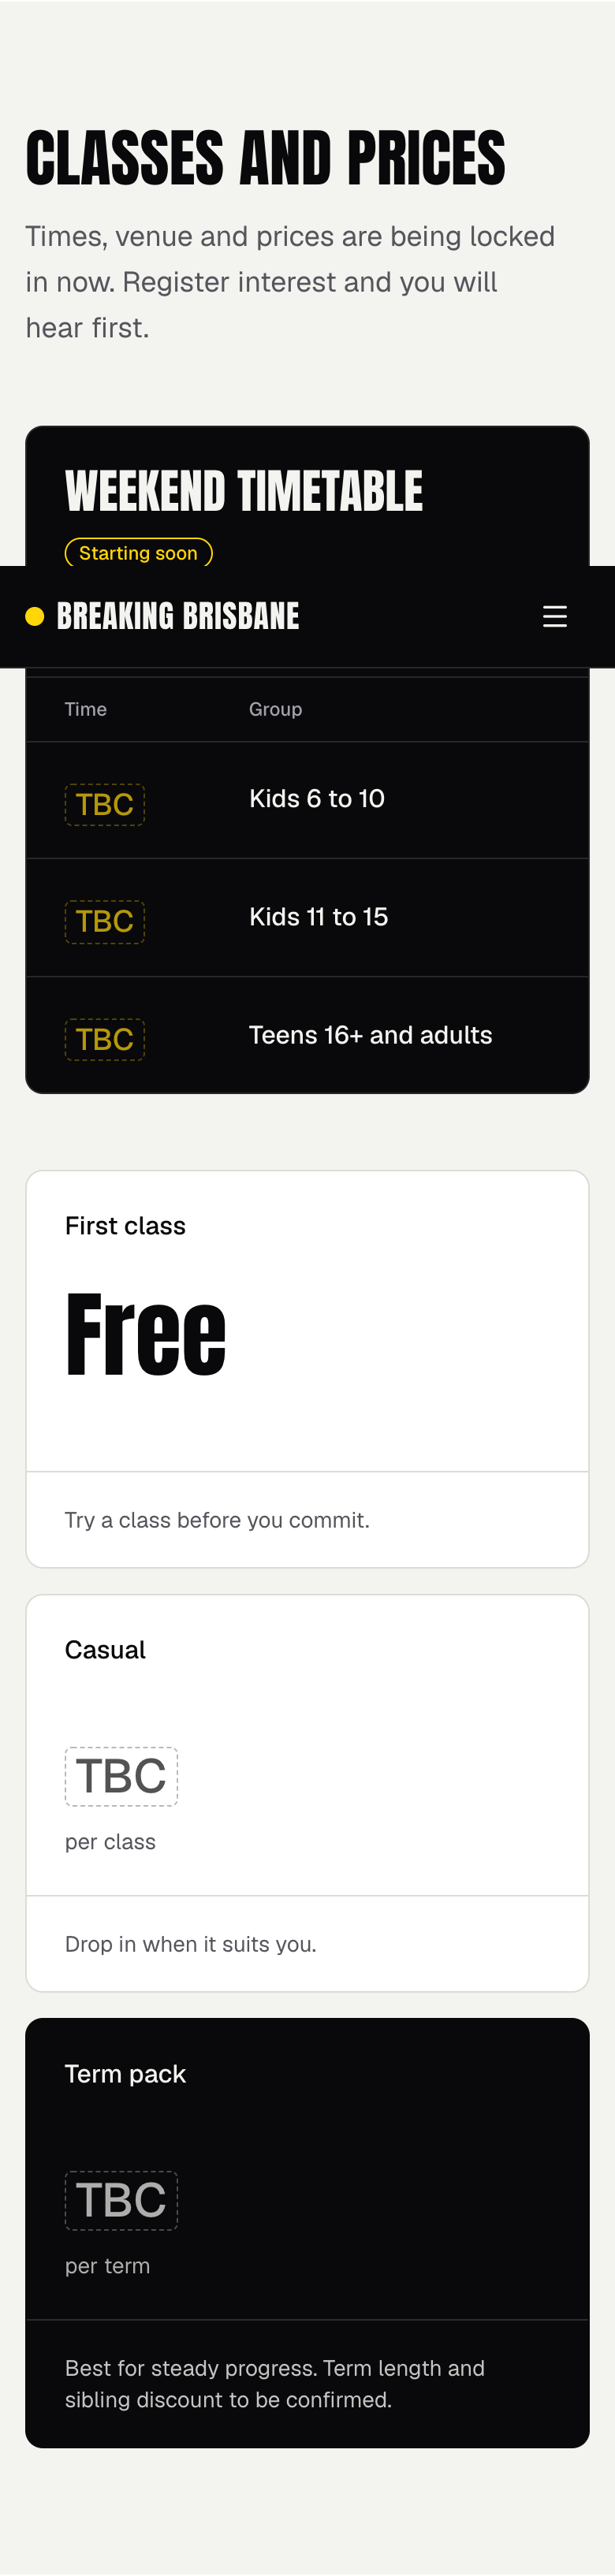 CLASSES AND PRICES
Times, venue and prices are being locked
in now. Register interest and you will
hear first.
WEEKEND TIMETABLE
Starting soon
BREAKING BRISBANE
Time Group
TBC Kids 6 to 10
TBC Kids 11 to 15
TBC Teens 16+ and adults
First class
Free
Try a class before you commit.
Casual
TBC
per class
Drop in when it suits you.
Term pack
TBC
per term
Best for steady progress. Term length and
sibling discount to be confirmed.